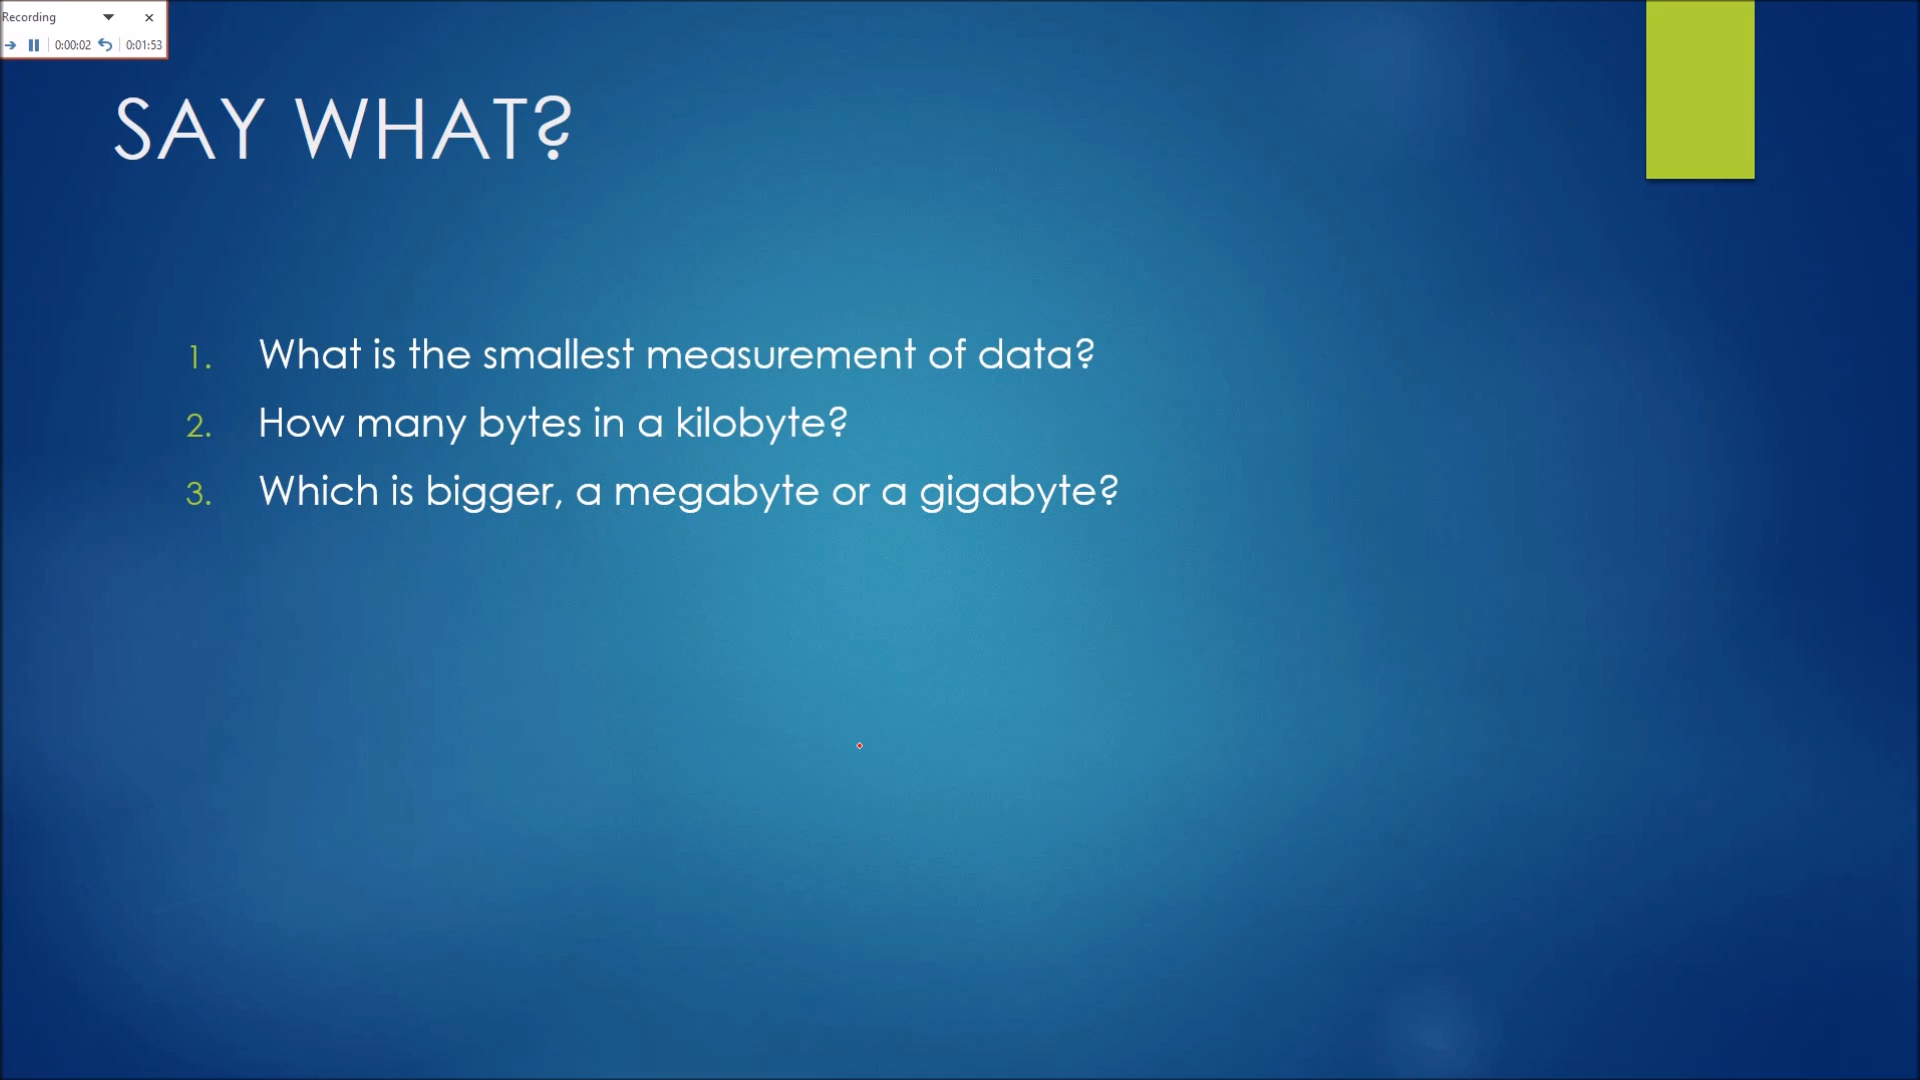 Recording
0:00:02 0:01:53
SAY WHAT?
1. What is the smallest measurement of data?
2. How many bytes in a kilobyte?
3. Which is bigger, a megabyte or a gigabyte?